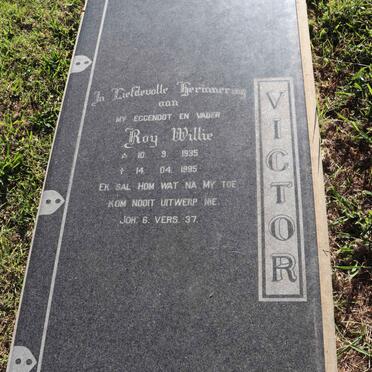 In Liefdevolle Herinnering
aan
MY EGGENOOT EN VADER
Roy Willie
* 10. 9. 1935
† 14. 04. 1995
EK SAL HOM WAT NA MY TOE
KOM NOOIT UITWERP NIE.
JOH. 6. VERS. 37.
VICTOR